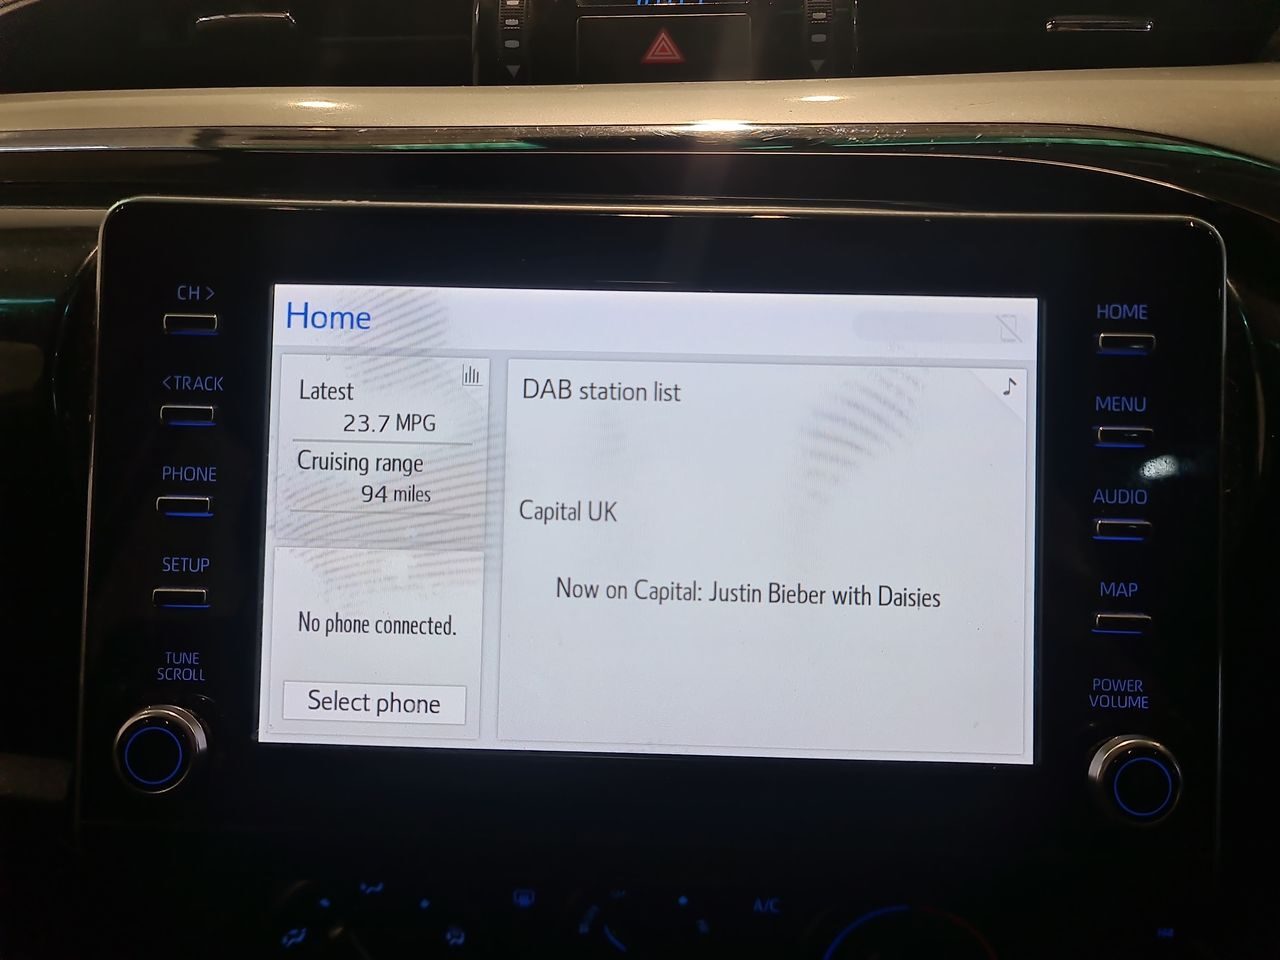 CH >
<TRACK
PHONE
SETUP
TUNE
SCROLL
Home
Latest
23.7 MPG
Cruising range
94 miles
No phone connected.
Select phone
DAB station list
Capital UK
Now on Capital: Justin Bieber with Daisies
HOME
MENU
AUDIO
MAP
POWER
VOLUME
A/C